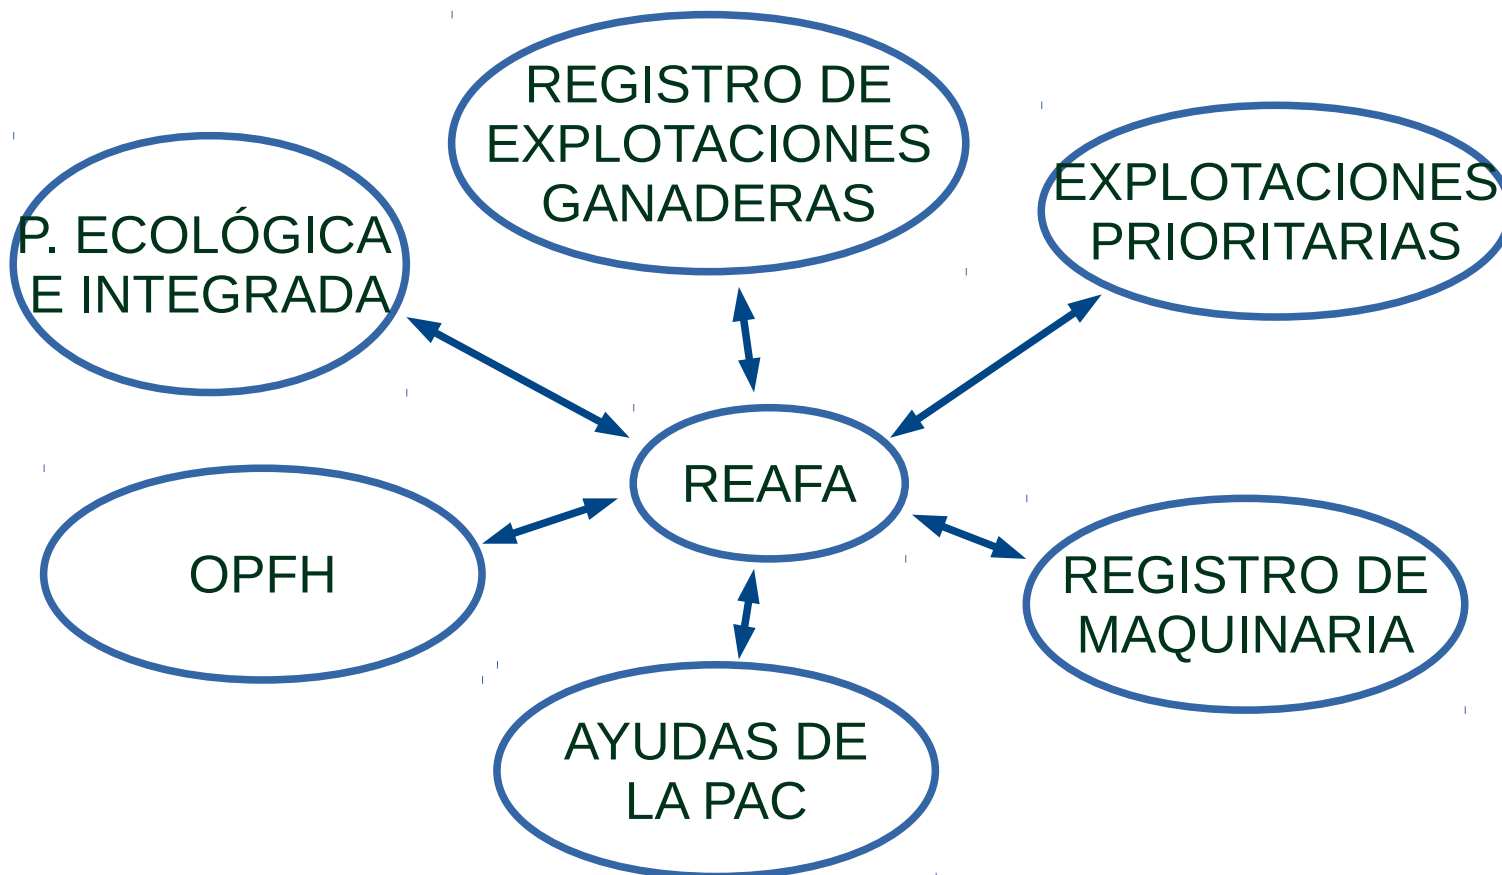 REGISTRO DE
EXPLOTACIONES
GANADERAS
EXPLOTACIONES
PRIORITARIAS
P. ECOLÓGICA
E INTEGRADA
REAFA
OPFH
REGISTRO DE
MAQUINARIA
AYUDAS DE
LA PAC